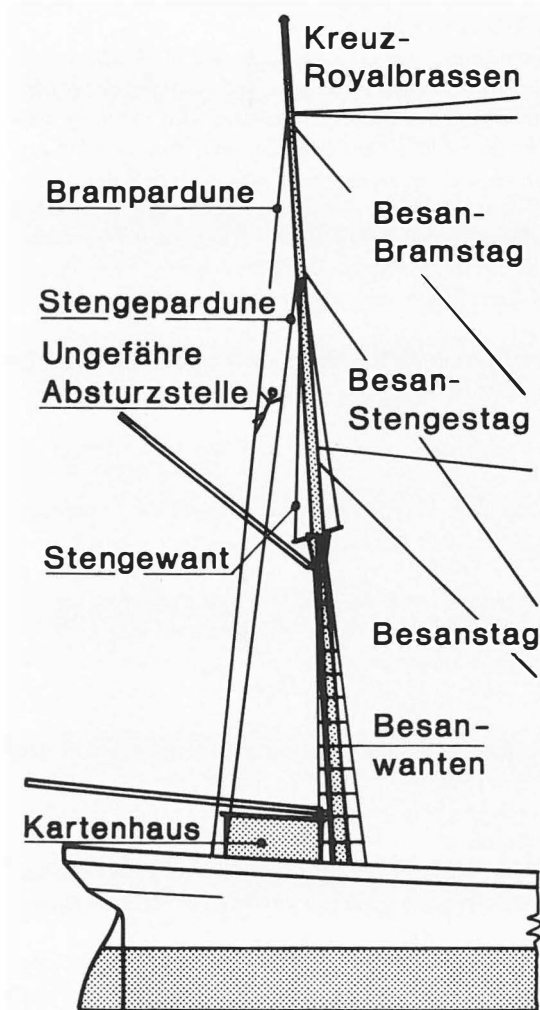 Kreuz-
Royalbrassen
Brampardune
Besan-
Bramstag
Stengepardune
Ungefähre
Absturzstelle
Besan-
Stengestag
Stengewant
Besanstag
Besan-
wanten
Kartenhaus